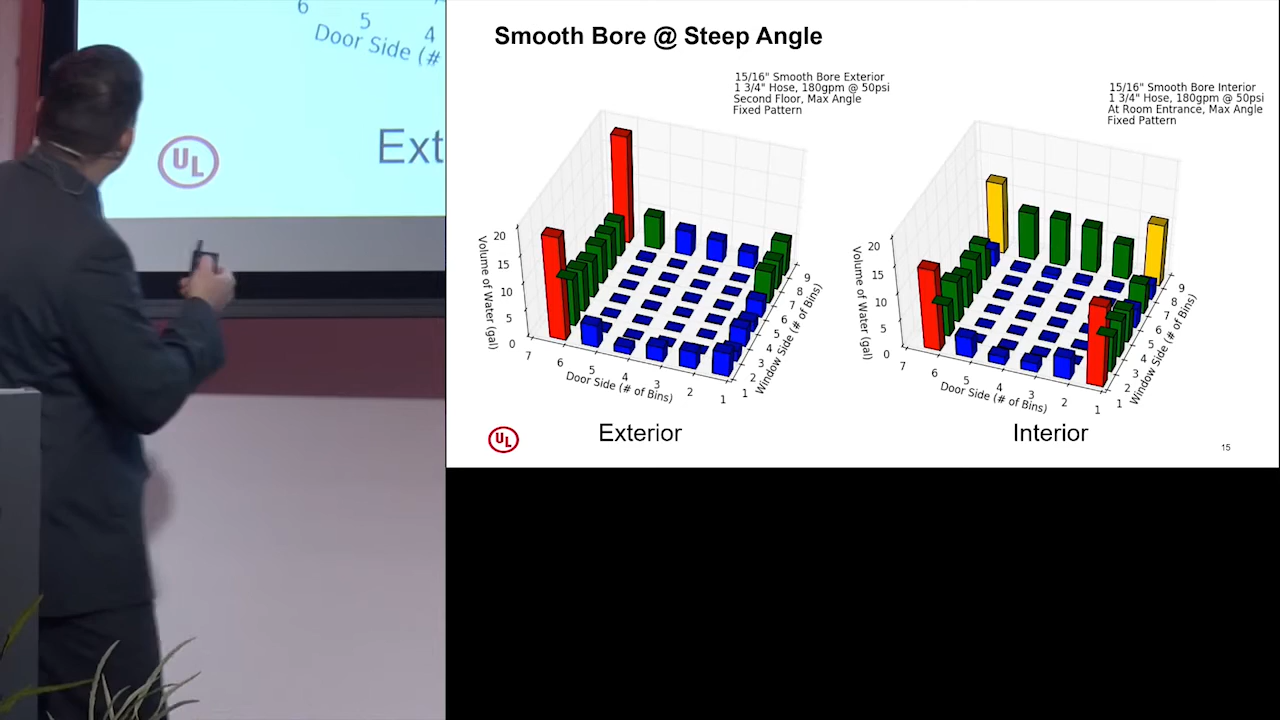 6
5
4
Door Side (#
UL
Ext
Smooth Bore @ Steep Angle
15/16" Smooth Bore Exterior
1 3/4" Hose, 180gpm @ 50psi
Second Floor, Max Angle
Fixed Pattern
Volume of Water (gal)
20
15
10
5
0
7
6
5
4
3
2
1
Door Side (# of Bins)
1
2
3
4
5
6
7
8
9
Window Side (# of Bins)
Exterior
15/16" Smooth Bore Interior
1 3/4" Hose, 180gpm @ 50psi
At Room Entrance, Max Angle
Fixed Pattern
Volume of Water (gal)
20
15
10
5
0
7
6
5
4
3
2
1
Door Side (# of Bins)
1
2
3
4
5
6
7
8
9
Window Side (# of Bins)
Interior
UL
15